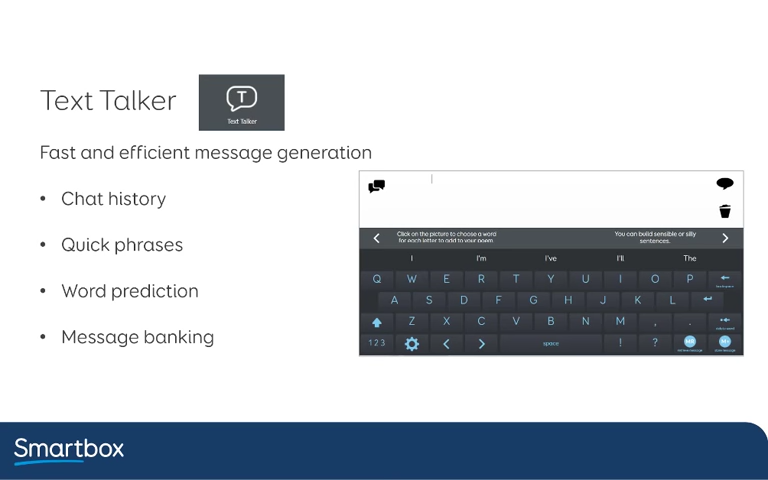 Text Talker
T
Text Talker
Fast and efficient message generation
• Chat history
• Quick phrases
• Word prediction
• Message banking
Click on the picture to choose a word
for each letter to add to your poem
You can build sensible or silly
sentences.
I I'm I've I'll The
Q W E R T Y U I O P
A S D F G H J K L
Z X C V B N M , .
1 2 3 space ! ? MR M+
Smartbox